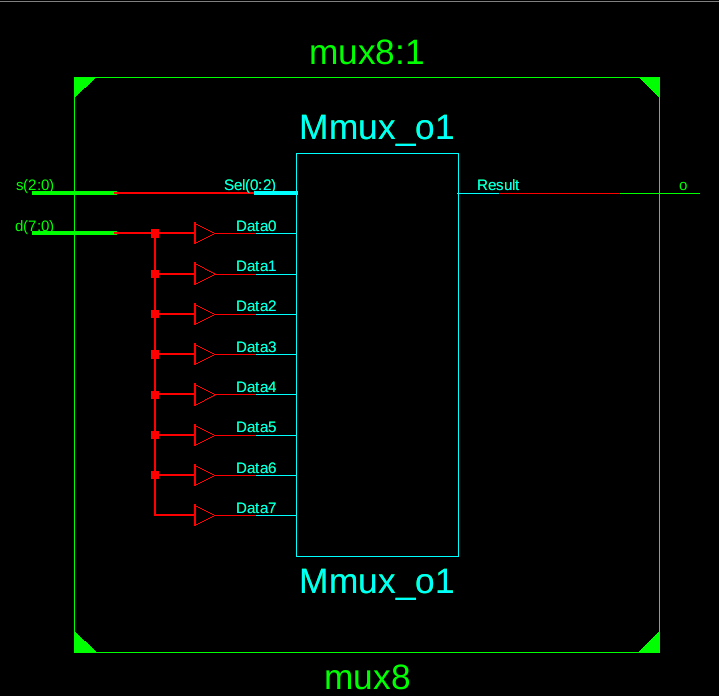 mux8:1
Mmux_o1
s(2:0)
Sel(0:2)
Result
o
d(7:0)
Data0
Data1
Data2
Data3
Data4
Data5
Data6
Data7
Mmux_o1
mux8